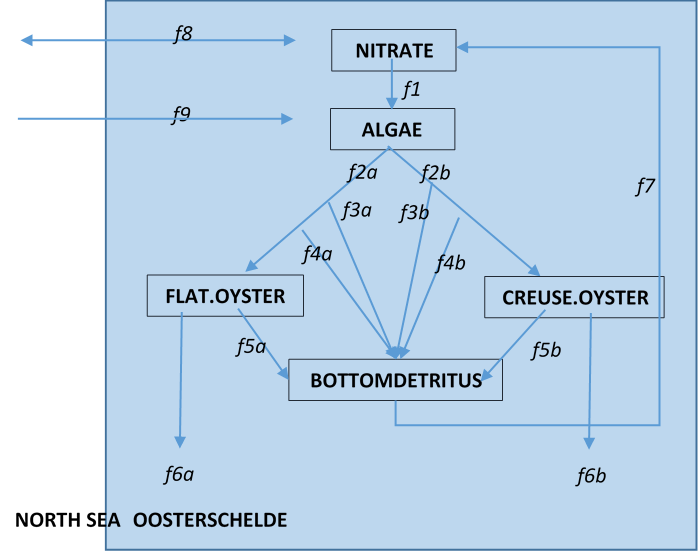 f8
NITRATE
f1
f9
ALGAE
f2a
f2b
f7
f3a
f3b
f4a
f4b
FLAT.OYSTER
CREUSE.OYSTER
f5a
f5b
BOTTOMDETRITUS
f6a
f6b
NORTH SEA
OOSTERSCHELDE